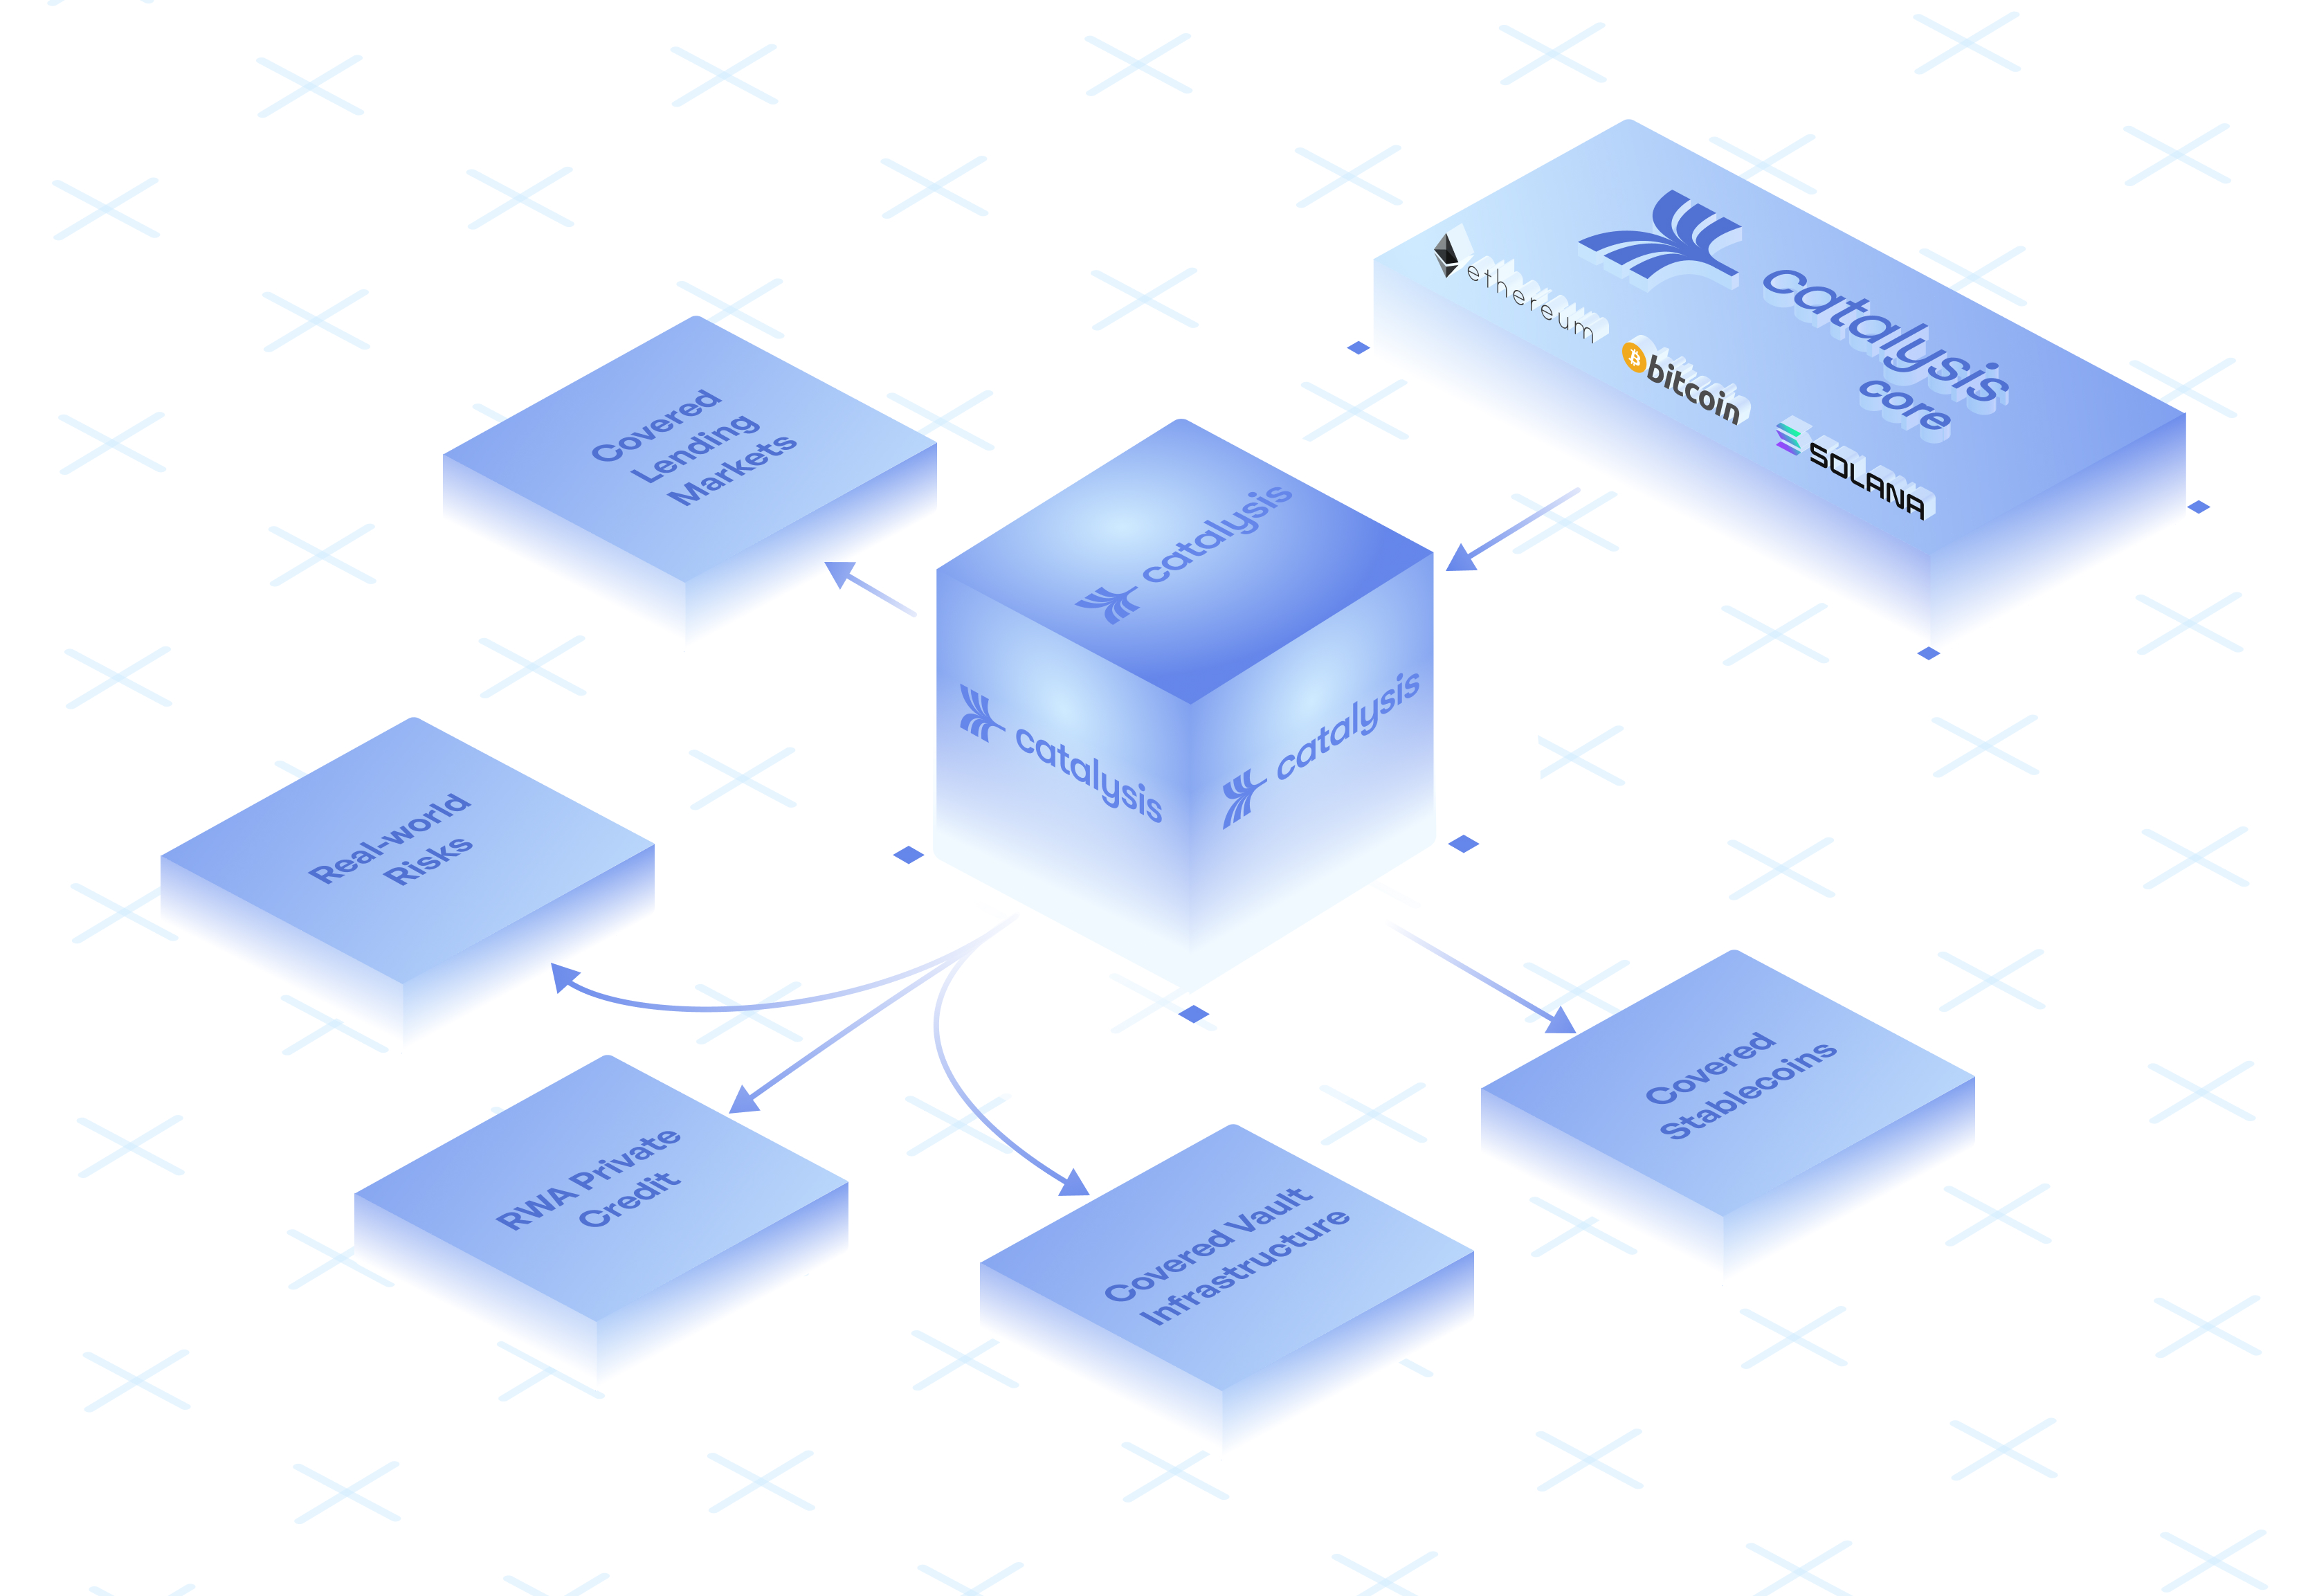 catalysis
core
ethereum
bitcoin
SOLANA
Covered
Lending
Markets
catalysis
catalysis
catalysis
Real-world
Risks
RWA Private
Credit
Covered Vault
Infrastructure
Covered
Stablecoins